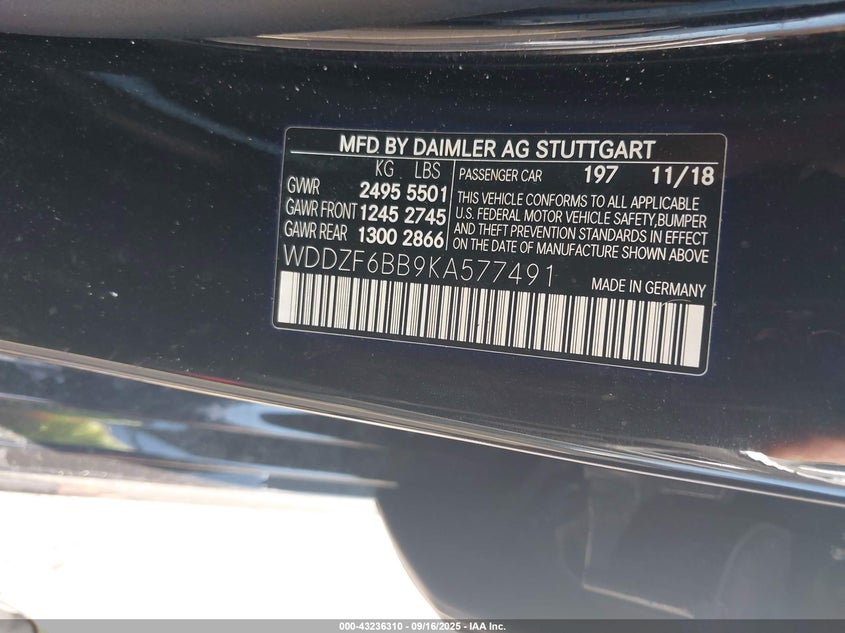 MFD BY DAIMLER AG STUTTGART
KG LBS
GVWR 2495 5501
GAWR FRONT 1245 2745
GAWR REAR 1300 2866
PASSENGER CAR 197 11/18
THIS VEHICLE CONFORMS TO ALL APPLICABLE
U.S. FEDERAL MOTOR VEHICLE SAFETY,BUMPER
AND THEFT PREVENTION STANDARDS IN EFFECT
ON THE DATE OF MANUFACTURE SHOWN ABOVE
WDDZF6BB9KA577491
MADE IN GERMANY
000-43236310 - 09/16/2025 - IAA Inc.